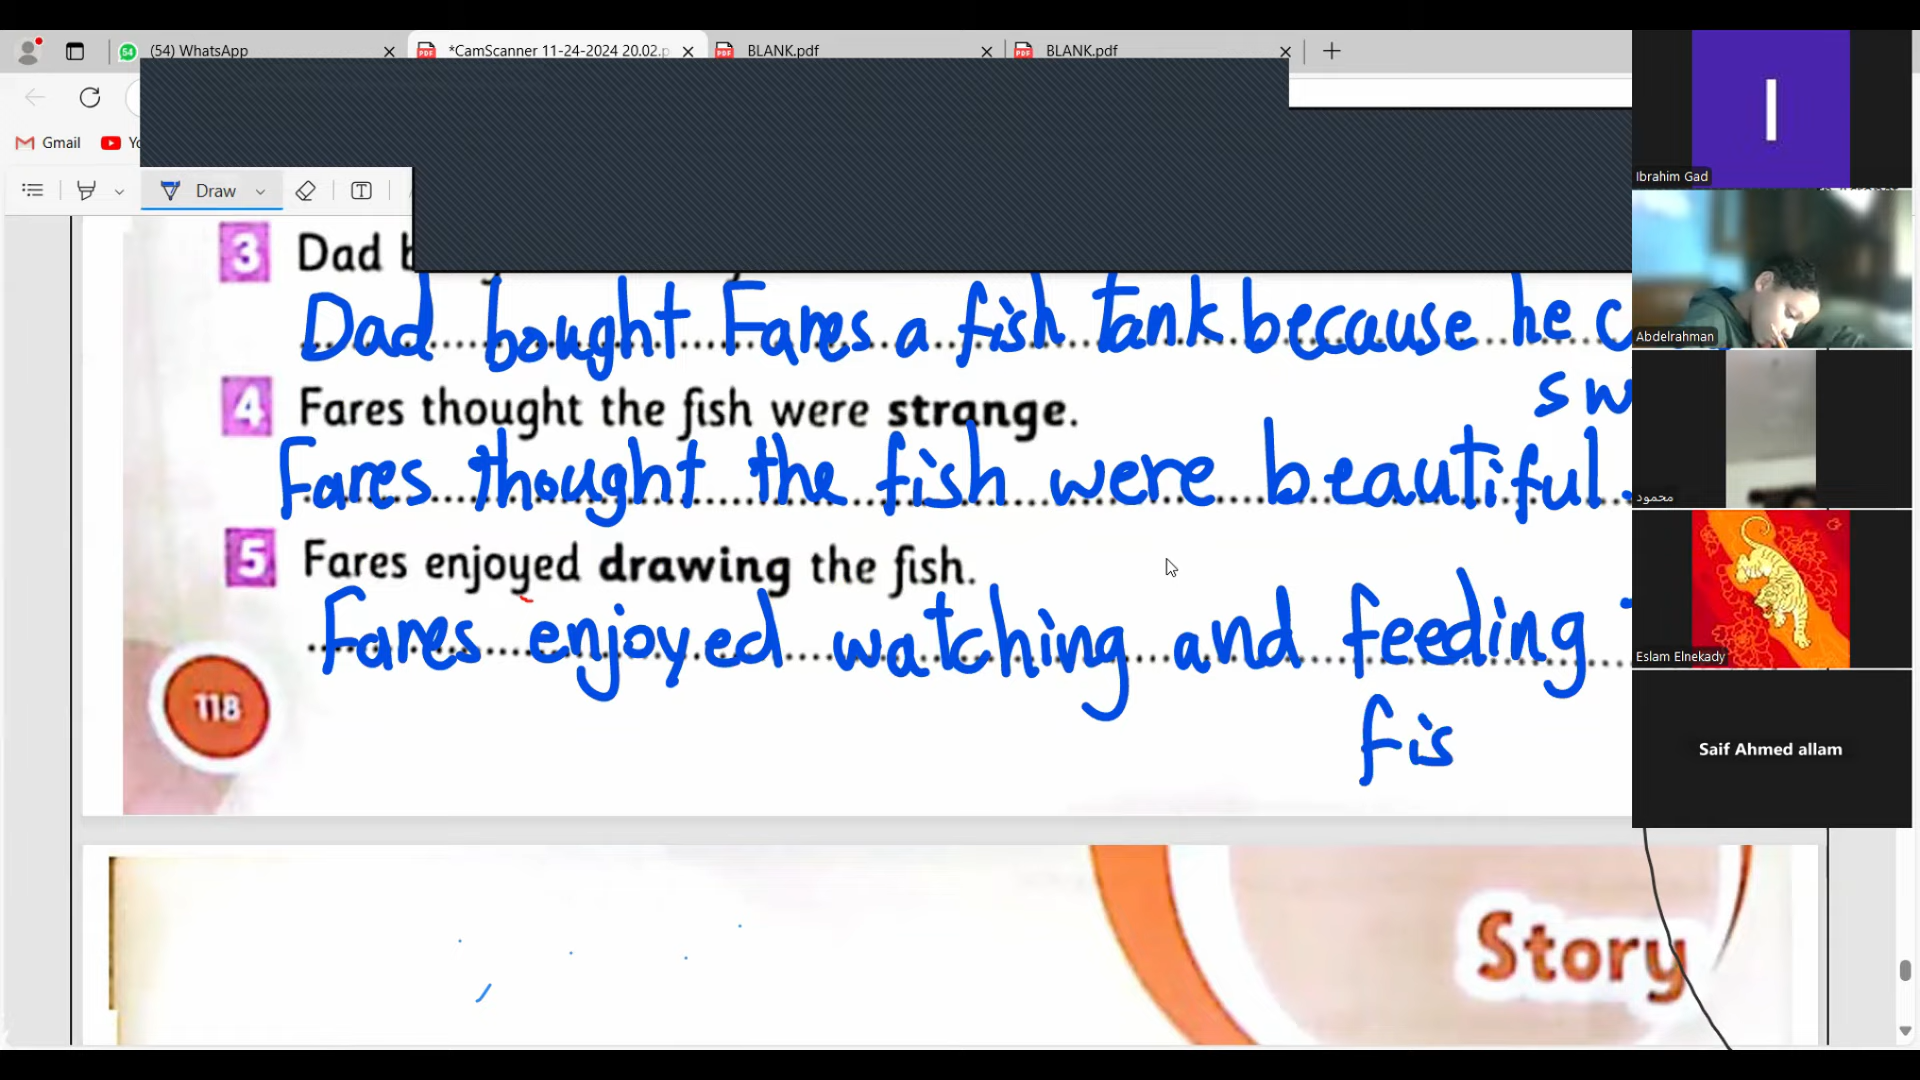 (54) WhatsApp
*CamScanner 11-24-2024 20.02.p
BLANK.pdf
BLANK.pdf
Gmail
Draw
3 Dad
Dad bought Fares a fish tank because he
4 Fares thought the fish were strange.
Fares thought the fish were beautiful.
5 Fares enjoyed drawing the fish.
Fares enjoyed watching and feeding
fis
118
Story
I
Ibrahim Gad
Abdelrahman
محمود
Eslam Elnekady
Saif Ahmed allam